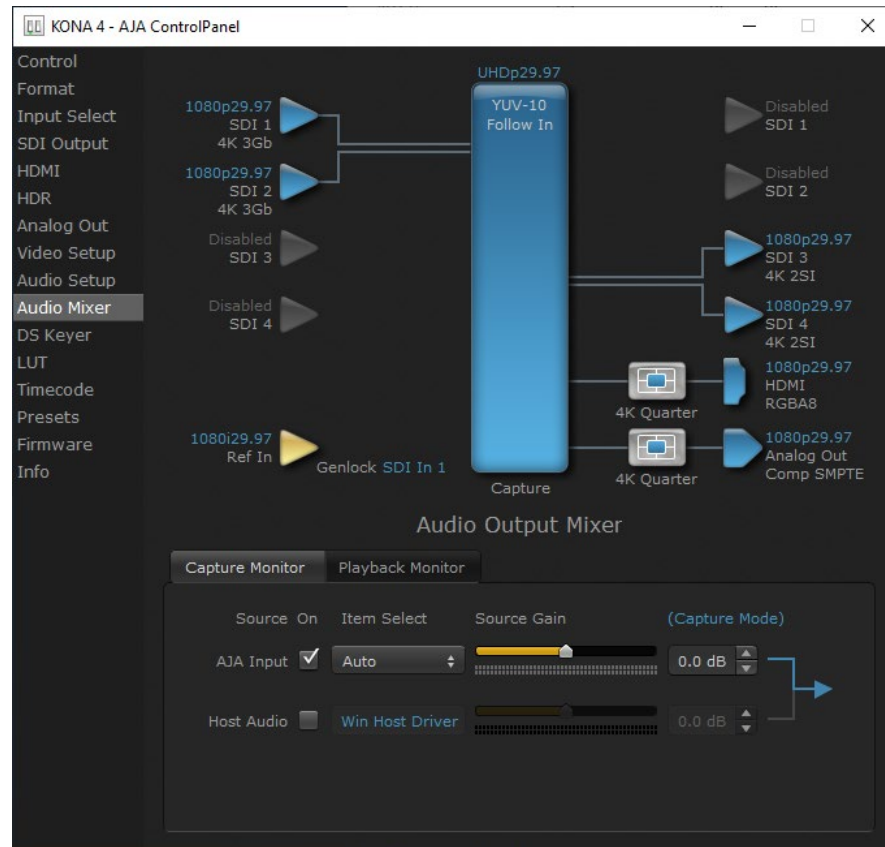 KONA 4 - AJA ControlPanel
Control
Format
Input Select
SDI Output
HDMI
HDR
Analog Out
Video Setup
Audio Setup
Audio Mixer
DS Keyer
LUT
Timecode
Presets
Firmware
Info
UHDp29.97
YUV-10
Follow In
1080p29.97
SDI 1
4K 3Gb
1080p29.97
SDI 2
4K 3Gb
Disabled
SDI 3
Disabled
SDI 4
1080i29.97
Ref In
Genlock SDI In 1
Capture
Disabled
SDI 1
Disabled
SDI 2
1080p29.97
SDI 3
4K 2SI
1080p29.97
SDI 4
4K 2SI
4K Quarter
1080p29.97
HDMI
RGBA8
4K Quarter
1080p29.97
Analog Out
Comp SMPTE
Audio Output Mixer
Capture Monitor Playback Monitor
Source On Item Select Source Gain (Capture Mode)
AJA Input Auto 0.0 dB
Host Audio Win Host Driver 0.0 dB